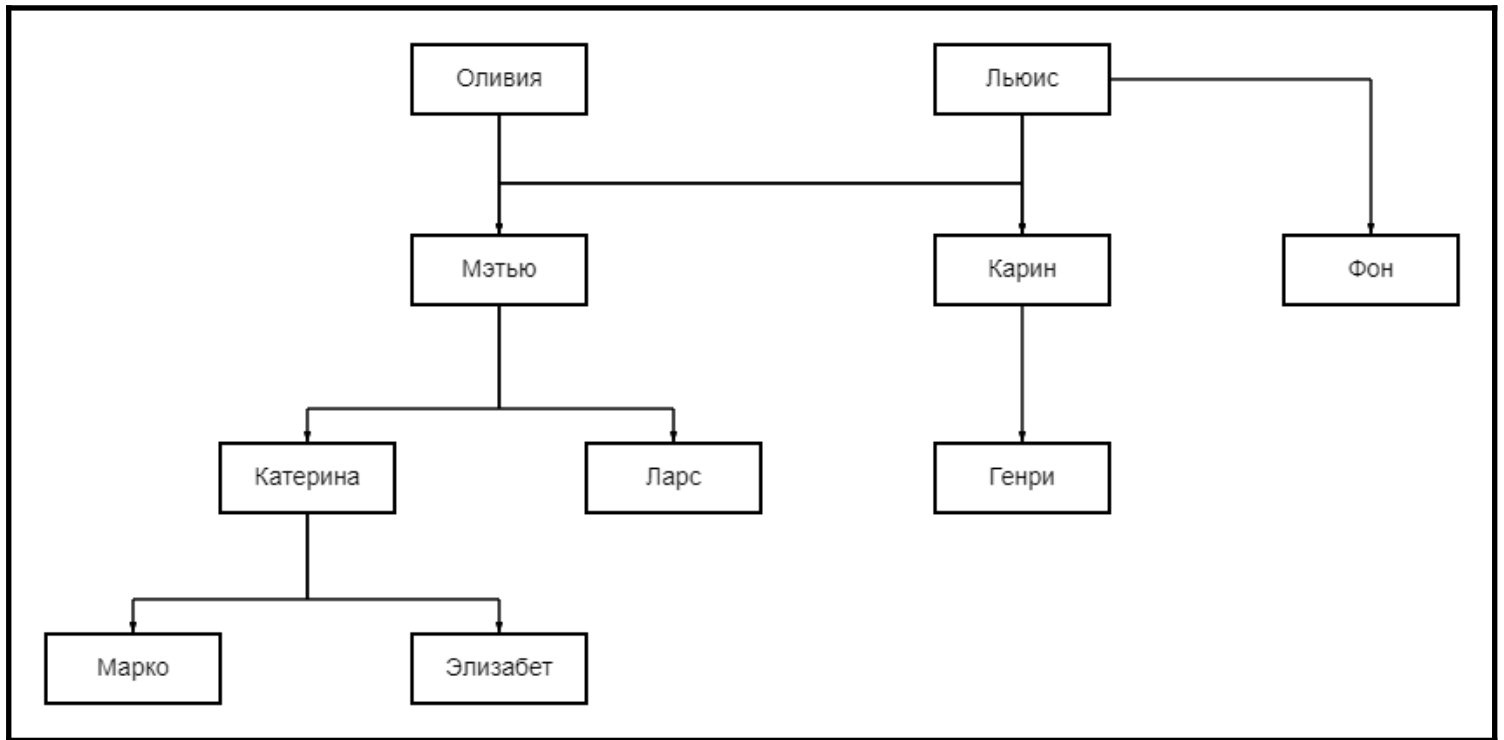 Оливия
Льюис
Мэтью
Карин
Фон
Катерина
Ларс
Генри
Марко
Элизабет